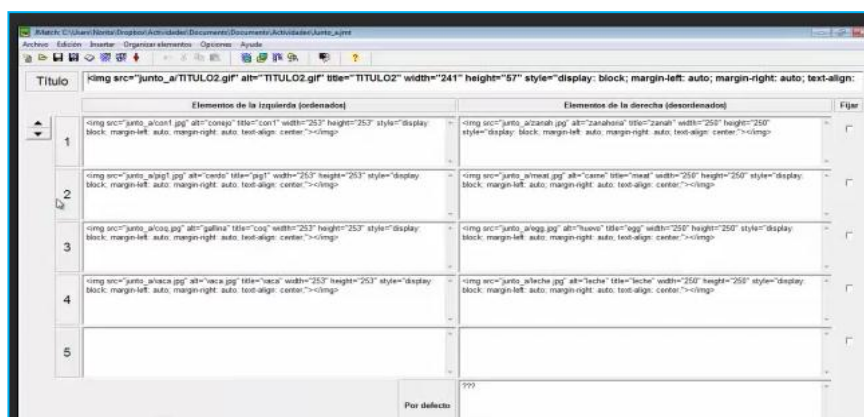 JMatch: C:\Users\Norita\Dropbox\Actividades\Documento\Documento\Actividades\Junto_a.jmt
Archivo Edición Insertar Organizar elementos Opciones Ayuda
Título <img src="junto_a/TITULO2.gif" alt="TITULO2.gif" title="TITULO2" width="241" height="57" style="display: block; margin-left: auto; margin-right: auto; text-align:
Elementos de la izquierda (ordenados) Elementos de la derecha (desordenados) Fijar
1
<img src="junto_a/con1.jpg" alt="conejo" title="con1" width="253" height="253" style="display:
block; margin-left: auto; margin-right: auto; text-align: center;"></img>
<img src="junto_a/zanah.jpg" alt="zanahoria" title="zanah" width="250" height="250"
style="display: block; margin-left: auto; margin-right: auto; text-align: center;"></img>
2
<img src="junto_a/pig1.jpg" alt="cerdo" title="pig1" width="253" height="253" style="display:
block; margin-left: auto; margin-right: auto; text-align: center;"></img>
<img src="junto_a/meat.jpg" alt="carne" title="meat" width="250" height="250" style="display:
block; margin-left: auto; margin-right: auto; text-align: center;"></img>
3
<img src="junto_a/coq.jpg" alt="gallina" title="coq" width="253" height="253" style="display:
block; margin-left: auto; margin-right: auto; text-align: center;"></img>
<img src="junto_a/egg.jpg" alt="huevo" title="egg" width="250" height="250" style="display:
block; margin-left: auto; margin-right: auto; text-align: center;"></img>
4
<img src="junto_a/vaca.jpg" alt="vaca.jpg" title="vaca" width="253" height="253" style="display:
block; margin-left: auto; margin-right: auto; text-align: center;"></img>
<img src="junto_a/leche.jpg" alt="leche" title="leche" width="250" height="250" style="display:
block; margin-left: auto; margin-right: auto; text-align: center;"></img>
5
Por defecto ???